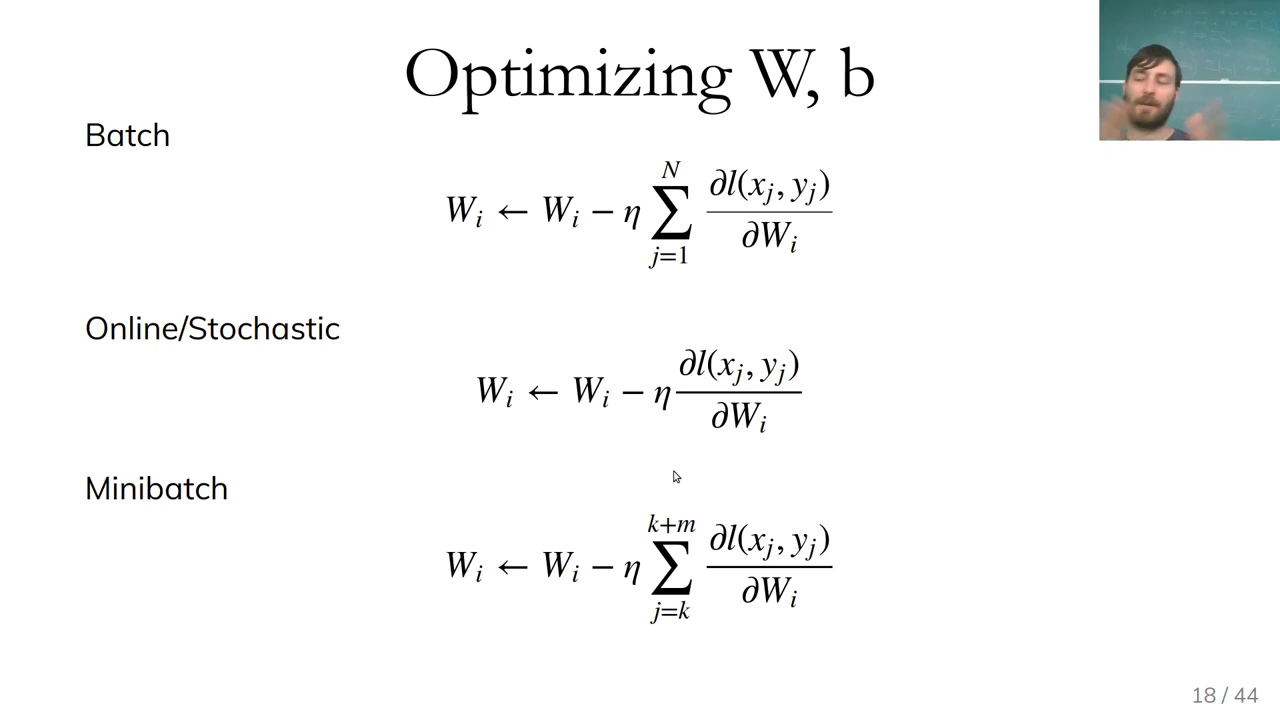 Optimizing W, b
Batch
$W_i \leftarrow W_i - \eta \sum_{j=1}^{N} \frac{\partial l(x_j, y_j)}{\partial W_i}$
Online/Stochastic
$W_i \leftarrow W_i - \eta \frac{\partial l(x_j, y_j)}{\partial W_i}$
Minibatch
$W_i \leftarrow W_i - \eta \sum_{j=k}^{k+m} \frac{\partial l(x_j, y_j)}{\partial W_i}$
18 / 44